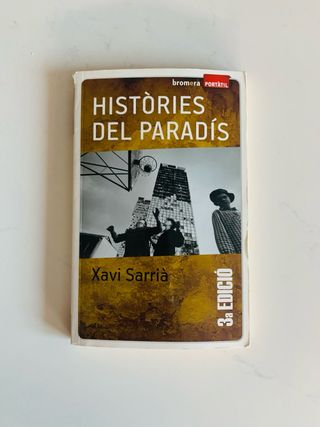 bromera PORTÀTIL
HISTÒRIES
DEL PARADÍS
Xavi Sarrià
3a EDICIÓ